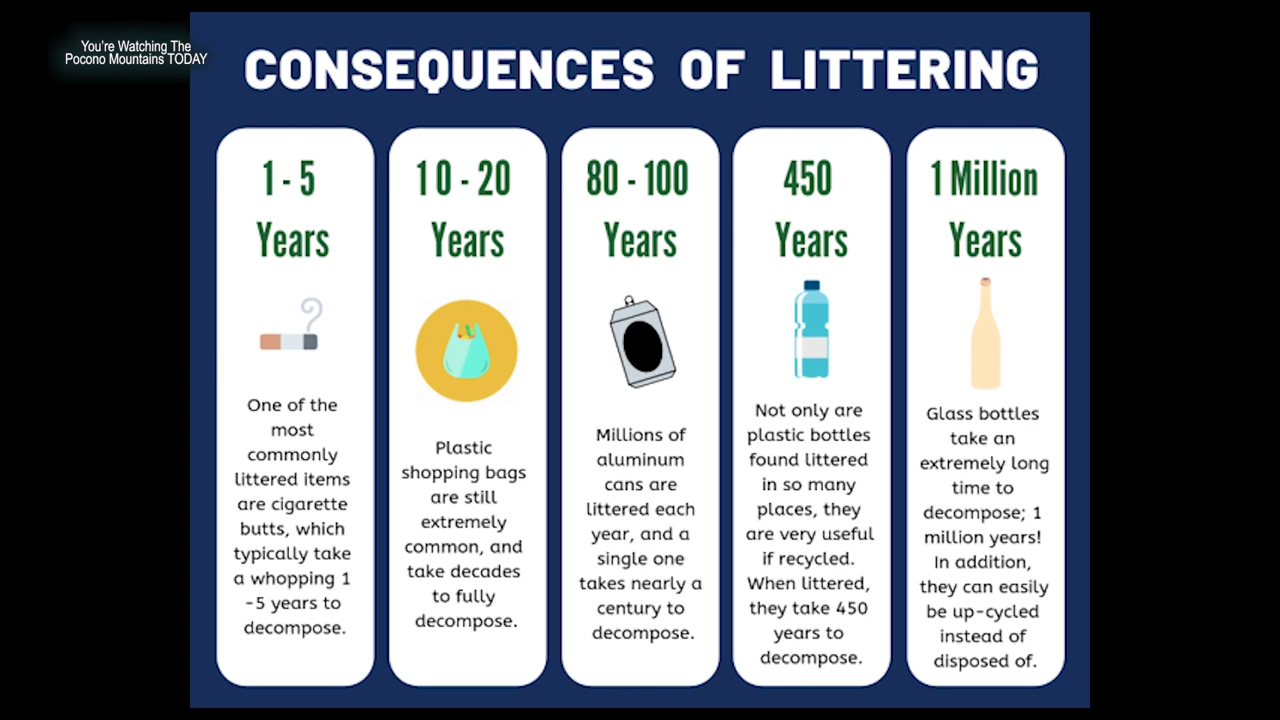 You're Watching The
Pocono Mountains TODAY
CONSEQUENCES OF LITTERING
1 - 5
Years
One of the
most
commonly
littered items
are cigarette
butts, which
typically take
a whopping 1
-5 years to
decompose.
10 - 20
Years
Plastic
shopping bags
are still
extremely
common, and
take decades
to fully
decompose.
80 - 100
Years
Millions of
aluminum
cans are
littered each
year, and a
single one
takes nearly a
century to
decompose.
450
Years
Not only are
plastic bottles
found littered
in so many
places, they
are very useful
if recycled.
When littered,
they take 450
years to
decompose.
1 Million
Years
Glass bottles
take an
extremely long
time to
decompose; 1
million years!
In addition,
they can easily
be up-cycled
instead of
disposed of.